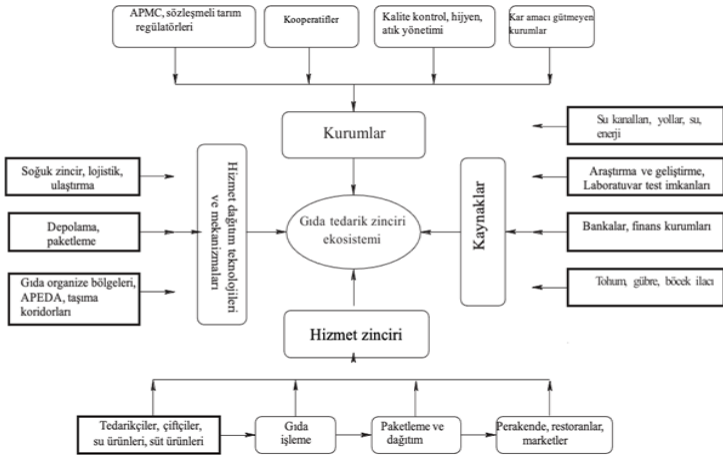 APMC, sözleşmeli tarım
regülatörleri
Kooperatifler
Kalite kontrol, hijyen,
atık yönetimi
Kar amacı gütmeyen
kurumlar
Kurumlar
Su kanalları, yollar, su,
enerji
Soğuk zincir, lojistik,
ulaştırma
Hizmet dağıtım teknolojileri
ve mekanizmaları
Kaynaklar
Araştırma ve geliştirme,
Laboratuvar test imkanları
Depolama,
paketleme
Gıda tedarik zinciri
ekosistemi
Bankalar, finans kurumları
Gıda organize bölgeleri,
APEDA, taşıma
koridorları
Tohum, gübre, böcek ilacı
Hizmet zinciri
Tedarikçiler, çiftçiler,
su ürünleri, süt ürünleri
Gıda
işleme
Paketleme ve
dağıtım
Perakende, restoranlar,
marketler